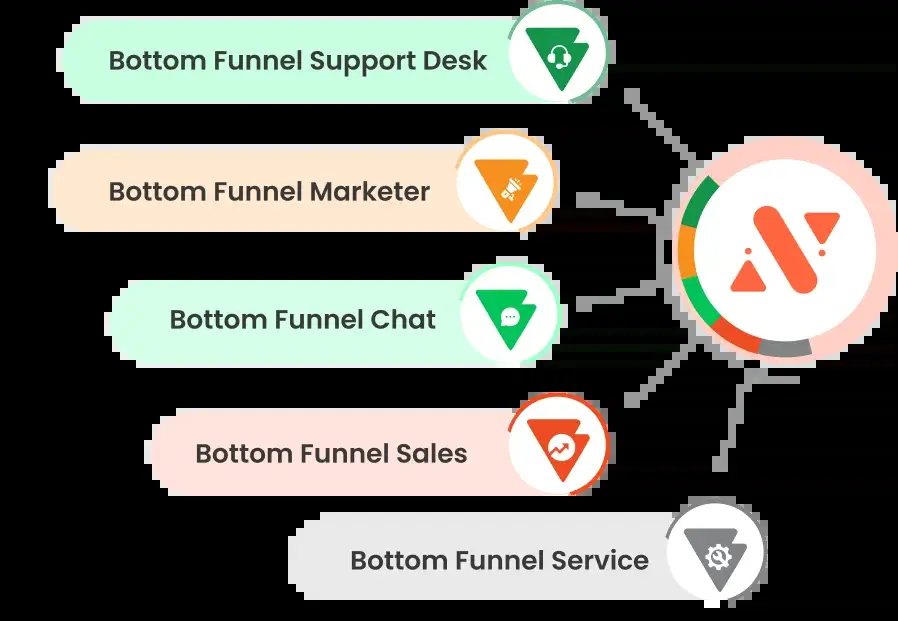 Bottom Funnel Support Desk
Bottom Funnel Marketer
Bottom Funnel Chat
Bottom Funnel Sales
Bottom Funnel Service